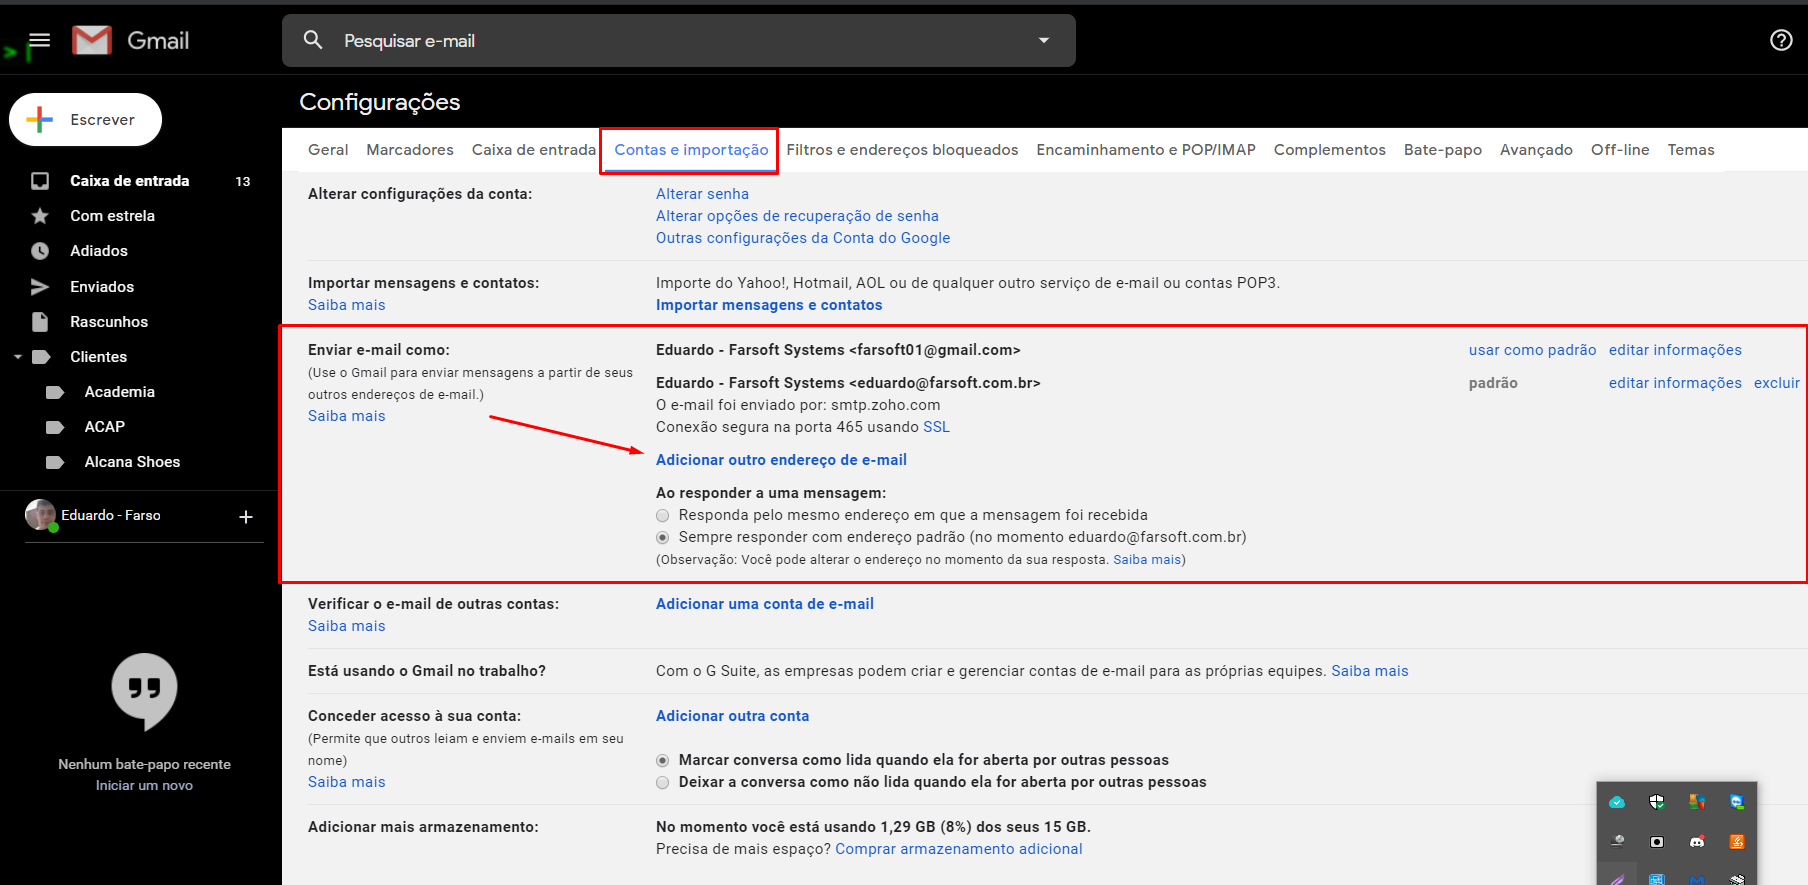 Gmail
Pesquisar e-mail
Escrever
Caixa de entrada 13
Com estrela
Adiados
Enviados
Rascunhos
Clientes
Academia
ACAP
Alcana Shoes
Eduardo - Farso
Nenhum bate-papo recente
Iniciar um novo
Configurações
Geral Marcadores Caixa de entrada Contas e importação Filtros e endereços bloqueados Encaminhamento e POP/IMAP Complementos Bate-papo Avançado Off-line Temas
Alterar configurações da conta:
Alterar senha
Alterar opções de recuperação de senha
Outras configurações da Conta do Google
Importar mensagens e contatos:
Saiba mais
Importe do Yahoo!, Hotmail, AOL ou de qualquer outro serviço de e-mail ou contas POP3.
Importar mensagens e contatos
Enviar e-mail como:
(Use o Gmail para enviar mensagens a partir de seus
outros endereços de e-mail.)
Saiba mais
Eduardo - Farsoft Systems <farsoft01@gmail.com> usar como padrão editar informações
Eduardo - Farsoft Systems <eduardo@farsoft.com.br> padrão editar informações excluir
O e-mail foi enviado por: smtp.zoho.com
Conexão segura na porta 465 usando SSL
Adicionar outro endereço de e-mail
Ao responder a uma mensagem:
Responda pelo mesmo endereço em que a mensagem foi recebida
Sempre responder com endereço padrão (no momento eduardo@farsoft.com.br)
(Observação: Você pode alterar o endereço no momento da sua resposta. Saiba mais)
Verificar o e-mail de outras contas:
Saiba mais
Adicionar uma conta de e-mail
Está usando o Gmail no trabalho?
Com o G Suite, as empresas podem criar e gerenciar contas de e-mail para as próprias equipes. Saiba mais
Conceder acesso à sua conta:
(Permite que outros leiam e enviem e-mails em seu
nome)
Saiba mais
Adicionar outra conta
Marcar conversa como lida quando ela for aberta por outras pessoas
Deixar a conversa como não lida quando ela for aberta por outras pessoas
Adicionar mais armazenamento:
No momento você está usando 1,29 GB (8%) dos seus 15 GB.
Precisa de mais espaço? Comprar armazenamento adicional